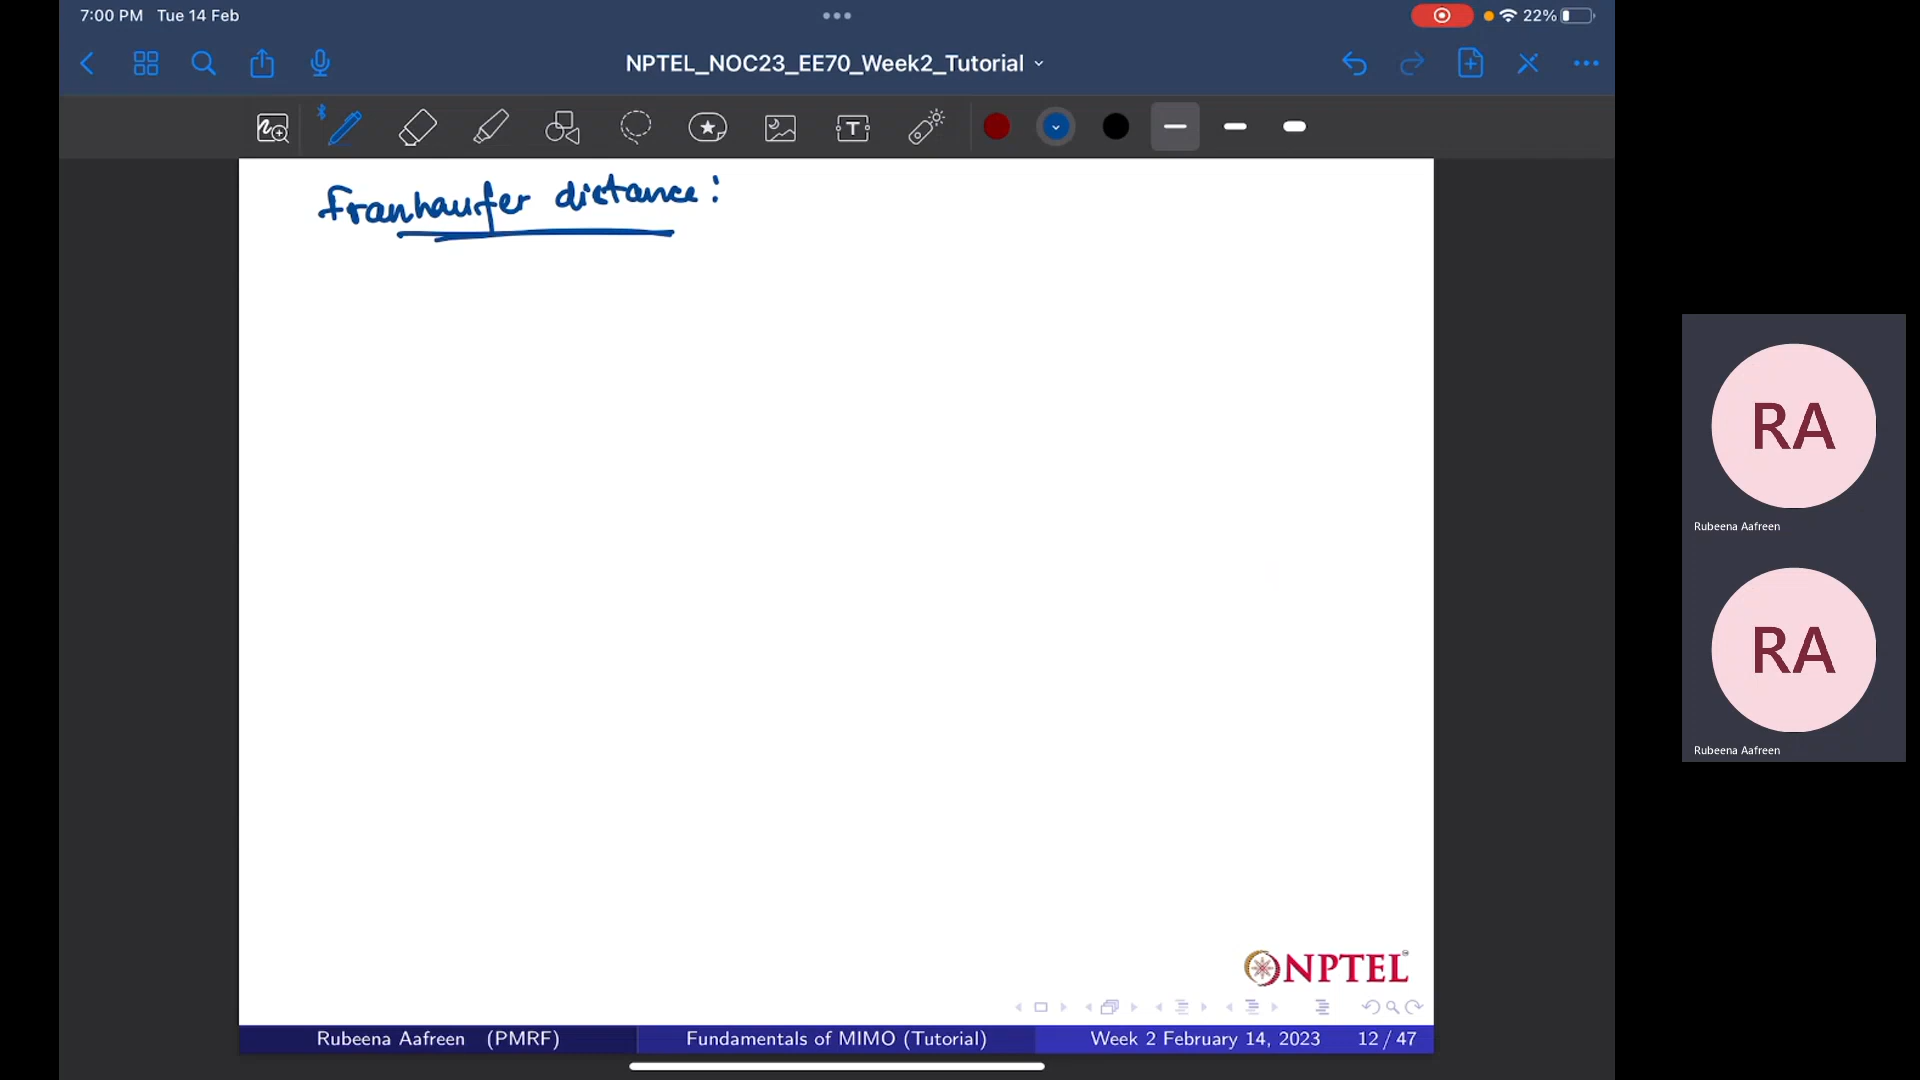 7:00 PM Tue 14 Feb
22%
NPTEL_NOC23_EE70_Week2_Tutorial
T
Franhaufer distance:
RA
Rubeena Aafreen
RA
Rubeena Aafreen
NPTEL
Rubeena Aafreen (PMRF) Fundamentals of MIMO (Tutorial) Week 2 February 14, 2023 12 / 47